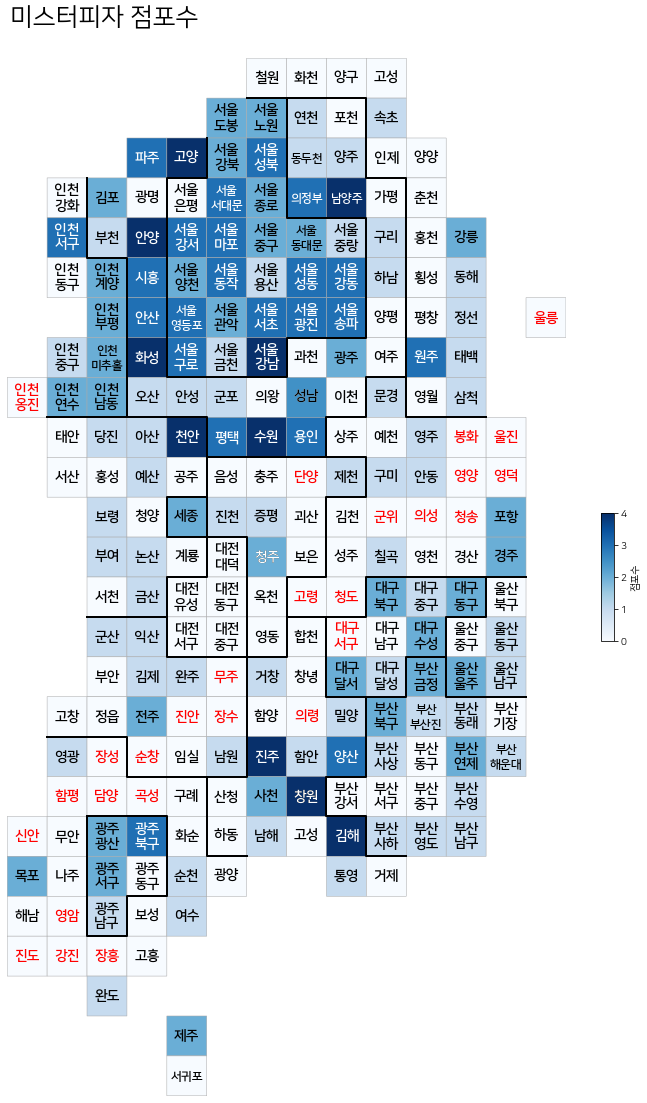 미스터피자 점포수
철원 화천 양구 고성
서울 도봉 서울 노원 연천 포천 속초
파주 고양 서울 강북 서울 성북 동두천 양주 인제 양양
인천 강화 김포 광명 서울 은평 서울 서대문 서울 종로 의정부 남양주 가평 춘천
인천 서구 부천 안양 서울 강서 서울 마포 서울 중구 서울 동대문 서울 중랑 구리 홍천 강릉
인천 동구 인천 계양 시흥 서울 양천 서울 동작 서울 용산 서울 성동 서울 강동 하남 횡성 동해
인천 부평 안산 서울 영등포 서울 관악 서울 서초 서울 광진 서울 송파 양평 평창 정선 울릉
인천 중구 인천 미추홀 화성 서울 구로 서울 금천 서울 강남 과천 광주 여주 원주 태백
인천 옹진 인천 연수 인천 남동 오산 안성 군포 의왕 성남 이천 문경 영월 삼척
태안 당진 아산 천안 평택 수원 용인 상주 예천 영주 봉화 울진
서산 홍성 예산 공주 음성 충주 단양 제천 구미 안동 영양 영덕
보령 청양 세종 진천 증평 괴산 김천 군위 의성 청송 포항
부여 논산 계룡 대전 대덕 청주 보은 성주 칠곡 영천 경산 경주
서천 금산 대전 유성 대전 동구 옥천 고령 청도 대구 북구 대구 중구 대구 동구 울산 북구
군산 익산 대전 서구 대전 중구 영동 합천 대구 서구 대구 남구 대구 수성 울산 중구 울산 동구
부안 김제 완주 무주 거창 창녕 대구 달서 대구 달성 부산 금정 울산 울주 울산 남구
고창 정읍 전주 진안 장수 함양 의령 밀양 부산 북구 부산 부산진 부산 동래 부산 기장
영광 장성 순창 임실 남원 진주 함안 양산 부산 사상 부산 동구 부산 연제 부산 해운대
함평 담양 곡성 구례 산청 사천 창원 부산 강서 부산 서구 부산 중구 부산 수영
신안 무안 광주 광산 광주 북구 화순 하동 남해 고성 김해 부산 사하 부산 영도 부산 남구
목포 나주 광주 서구 광주 동구 순천 광양 통영 거제
해남 영암 광주 남구 보성 여수
진도 강진 장흥 고흥
완도
제주
서귀포
4
3
2
1
0
점포수